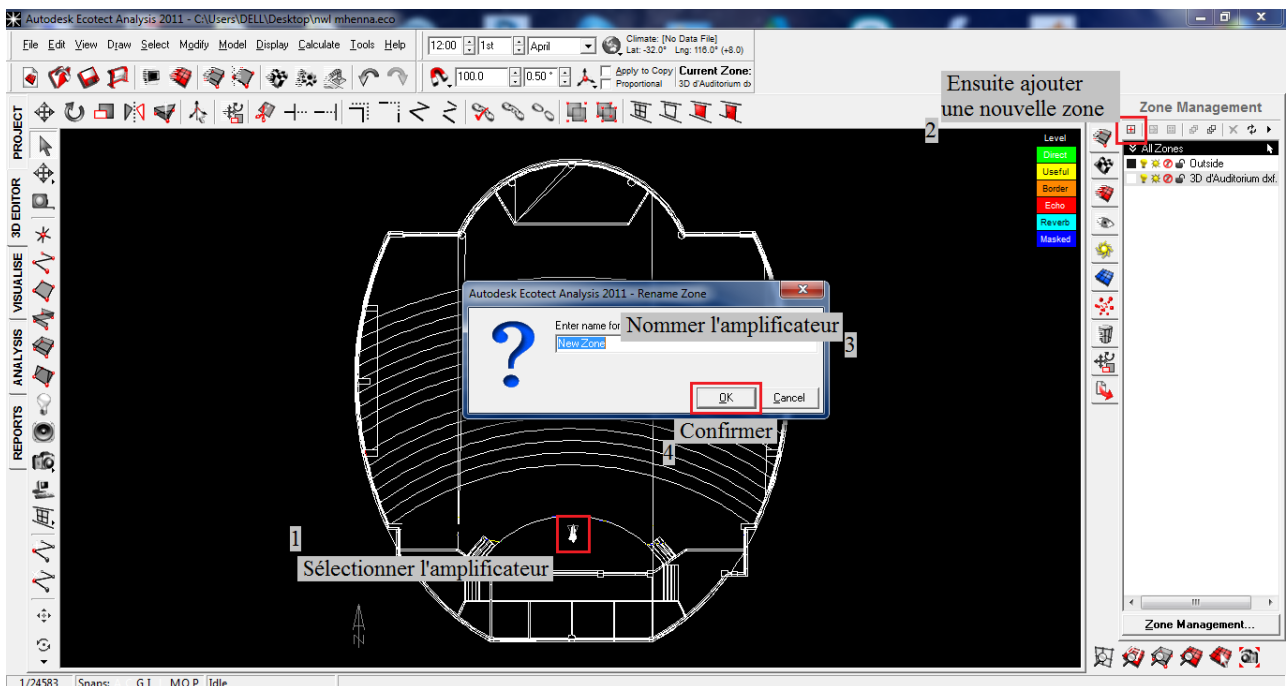 Autodesk Ecotect Analysis 2011 - C:\Users\DELL\Desktop\nwl mhenna.eco
File Edit View Draw Select Modify Model Display Calculate Tools Help
12:00 1st April
Climate: [No Data File]
Lat: -32.0° Lng: 116.0° (+8.0)
100.0 0.50 °
Apply to Copy
Proportional
Current Zone:
3D d'Auditorium dx
Ensuite ajouter
une nouvelle zone
2
Zone Management
All Zones
Outside
3D d'Auditorium dxf.
PROJECT
3D EDITOR
VISUALISE
ANALYSIS
REPORTS
Level
Direct
Useful
Border
Echo
Reverb
Masked
Autodesk Ecotect Analysis 2011 - Rename Zone
Enter name for
Nommer l'amplificateur
3
New Zone
OK Cancel
Confirmer
4
1
Sélectionner l'amplificateur
N
Zone Management...
1/24583 Snaps: G I M O P Idle